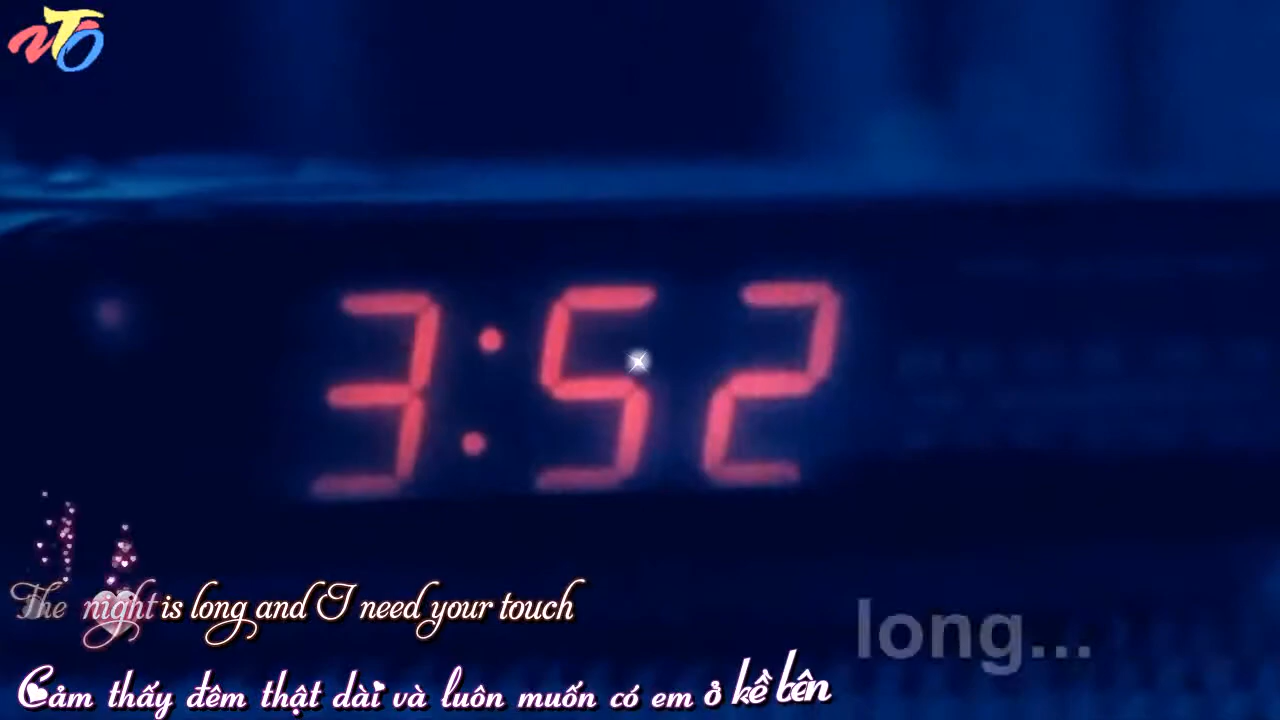 VTO
3:52
The night is long and I need your touch
long...
Cảm thấy đêm thật dài và luôn muốn có em ở kề bên